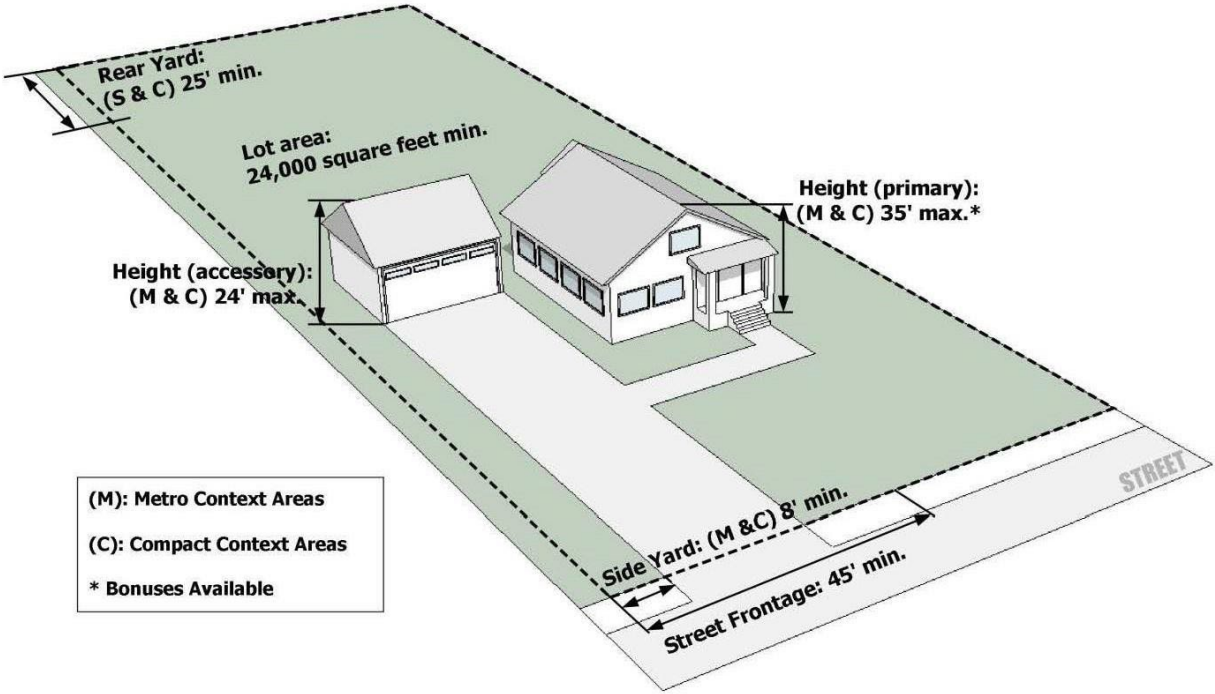 Rear Yard:
(S & C) 25' min.
Lot area:
24,000 square feet min.
Height (primary):
(M & C) 35' max.*
Height (accessory):
(M & C) 24' max.
(M): Metro Context Areas
(C): Compact Context Areas
* Bonuses Available
STREET
Side Yard: (M &C) 8' min.
Street Frontage: 45' min.